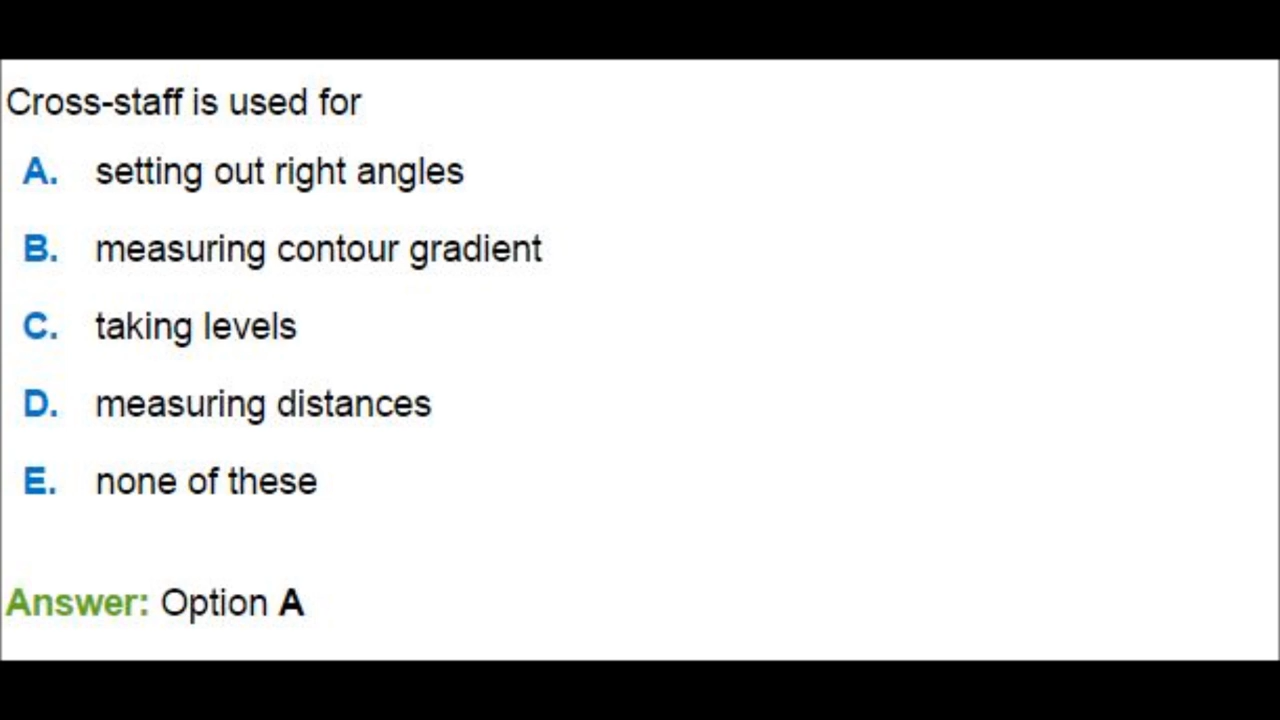 Cross-staff is used for
A. setting out right angles
B. measuring contour gradient
C. taking levels
D. measuring distances
E. none of these
Answer: Option A